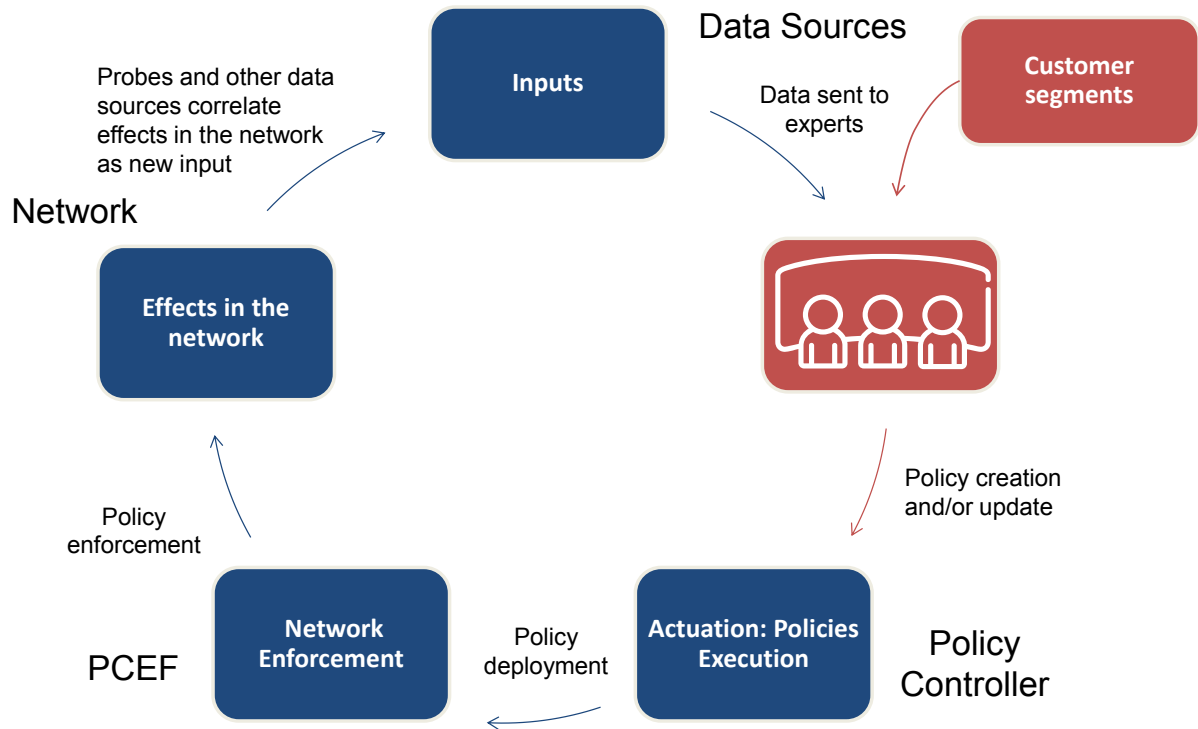 Data Sources
Inputs
Customer
segments
Probes and other data
sources correlate
effects in the network
as new input
Data sent to
experts
Network
Effects in the
network
Policy creation
and/or update
Policy
enforcement
Network
Enforcement
PCEF
Policy
deployment
Actuation: Policies
Execution
Policy
Controller